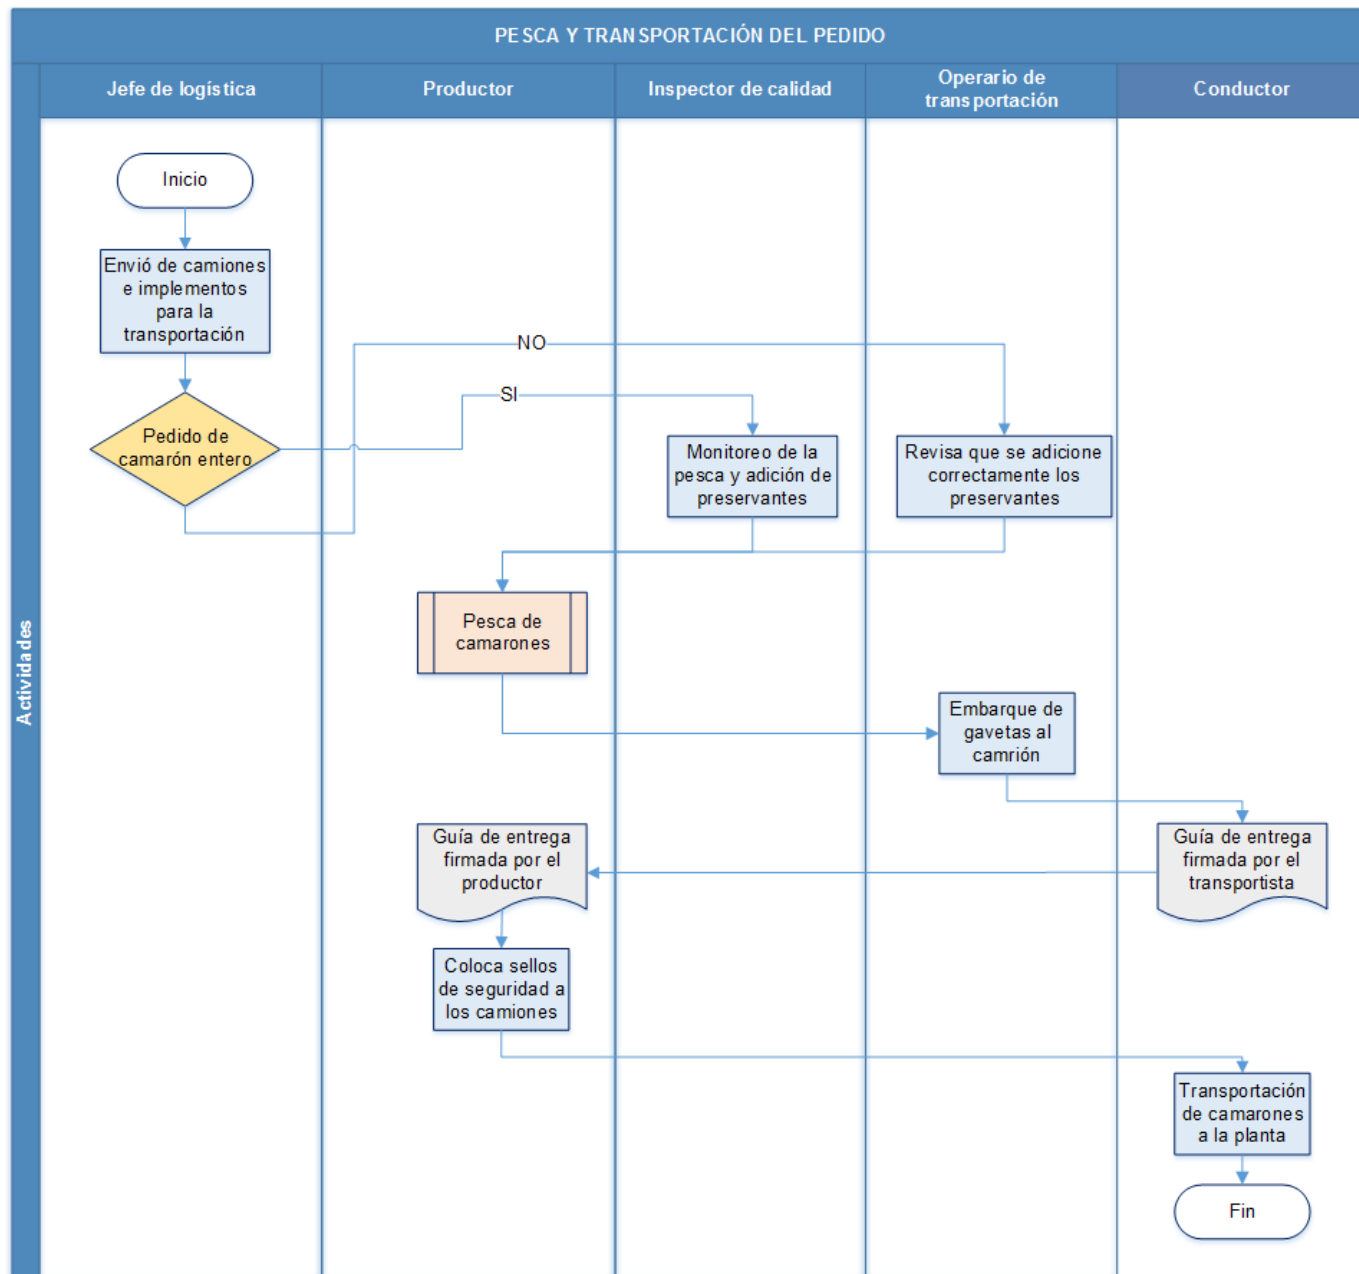 PESCA Y TRANSPORTACIÓN DEL PEDIDO
Jefe de logística
Productor
Inspector de calidad
Operario de
transportación
Conductor
Actividades
Inicio
Envió de camiones
e implementos
para la
transportación
NO
SI
Pedido de
camarón entero
Monitoreo de la
pesca y adición de
preservantes
Revisa que se adicione
correctamente los
preservantes
Pesca de
camarones
Embarque de
gavetas al
camrión
Guía de entrega
firmada por el
productor
Guía de entrega
firmada por el
transportista
Coloca sellos
de seguridad a
los camiones
Transportación
de camarones
a la planta
Fin